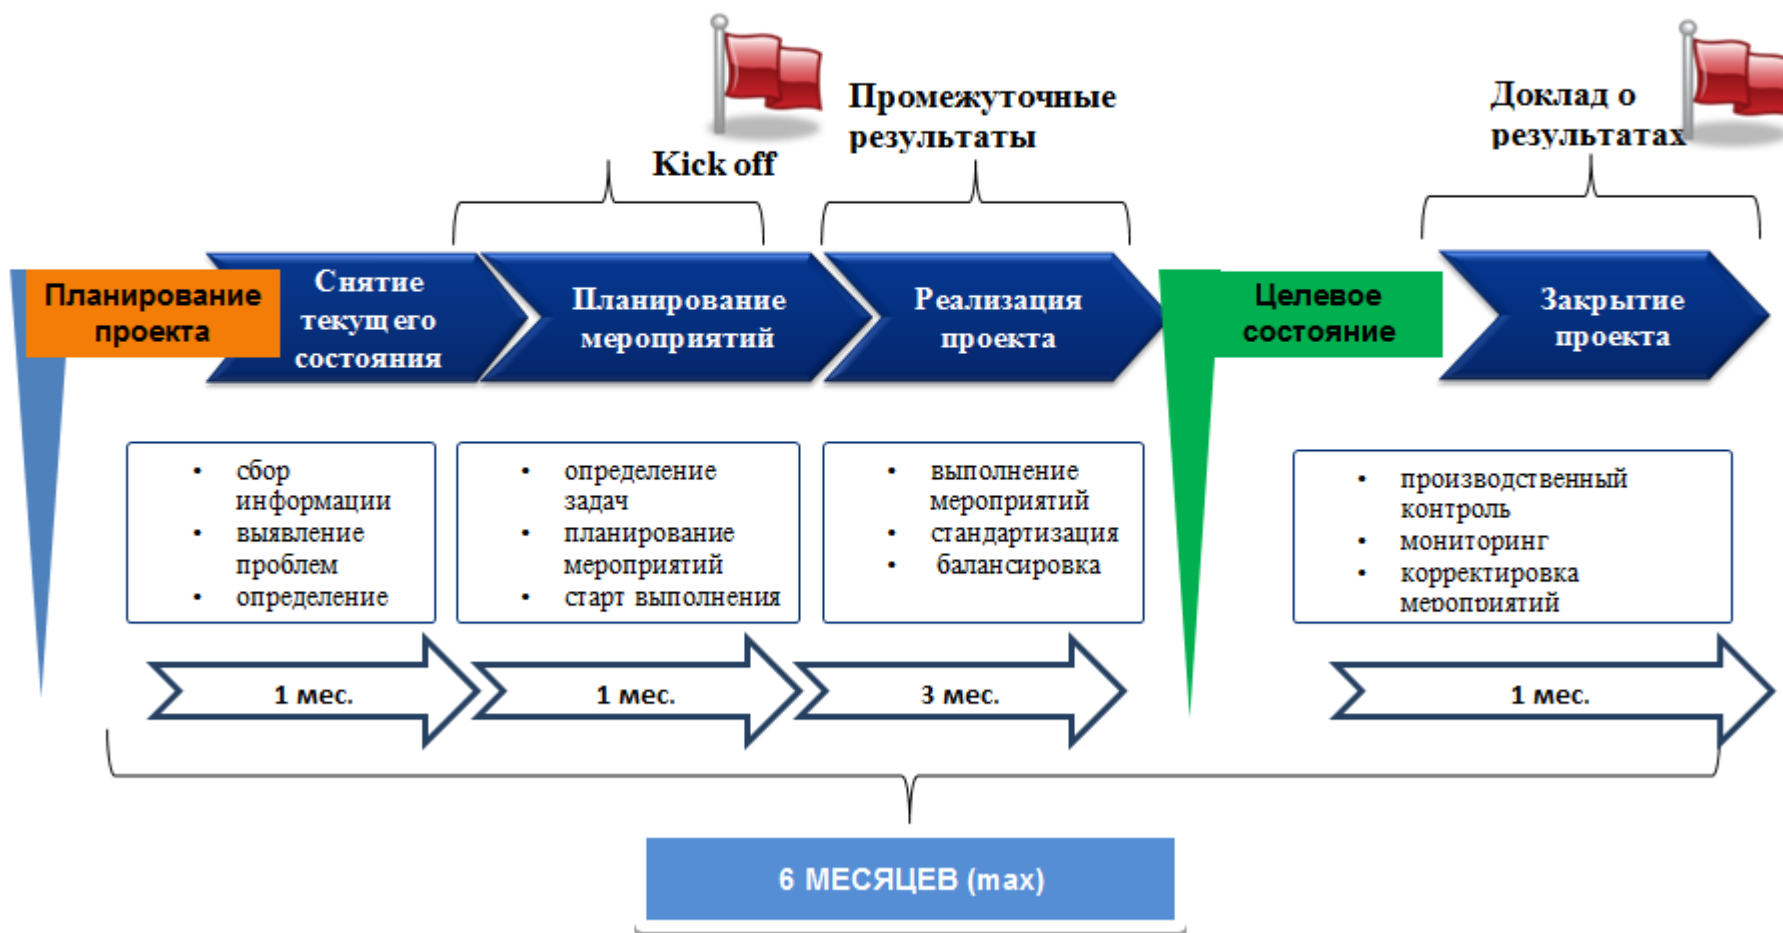 Промежуточные
результаты
Kick off
Доклад о
результатах
Планирование
проекта
Снятие
текущего
состояния
Планирование
мероприятий
Реализация
проекта
Целевое
состояние
Закрытие
проекта
• сбор
информации
• выявление
проблем
• определение
• определение
задач
• планирование
мероприятий
• старт выполнения
• выполнение
мероприятий
• стандартизация
• балансировка
• производственный
контроль
• мониторинг
• корректировка
мероприятий
1 мес.
1 мес.
3 мес.
1 мес.
6 МЕСЯЦЕВ (max)